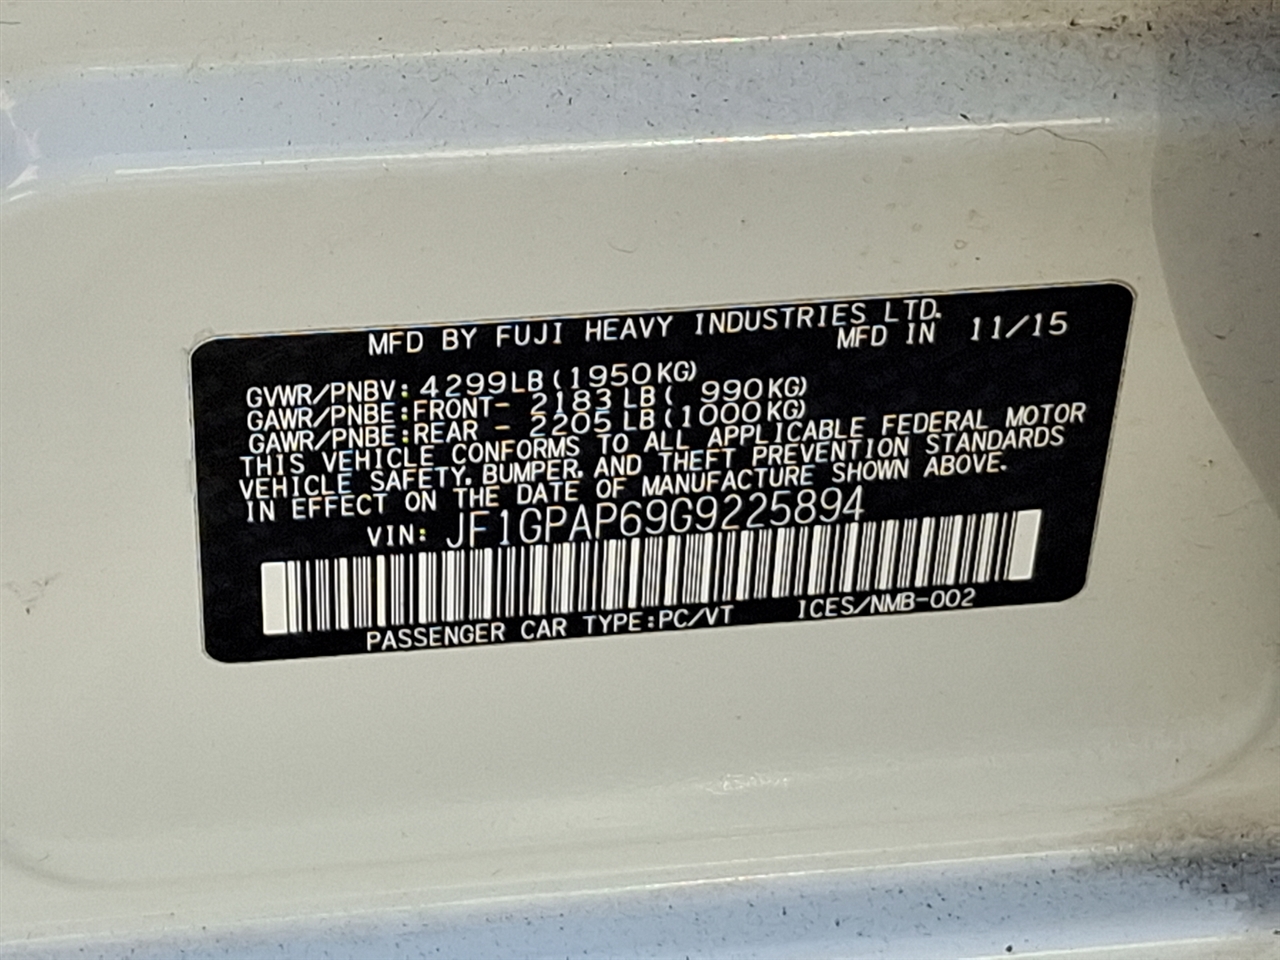 MFD BY FUJI HEAVY INDUSTRIES LTD.
MFD IN 11/15
GVWR/PNBV: 4299LB(1950KG)
GAWR/PNBE:FRONT- 2183LB( 990KG)
GAWR/PNBE:REAR - 2205LB(1000KG)
THIS VEHICLE CONFORMS TO ALL APPLICABLE FEDERAL MOTOR
VEHICLE SAFETY, BUMPER, AND THEFT PREVENTION STANDARDS
IN EFFECT ON THE DATE OF MANUFACTURE SHOWN ABOVE.
VIN: JF1GPAP69G9225894
PASSENGER CAR TYPE:PC/VT ICES/NMB-002